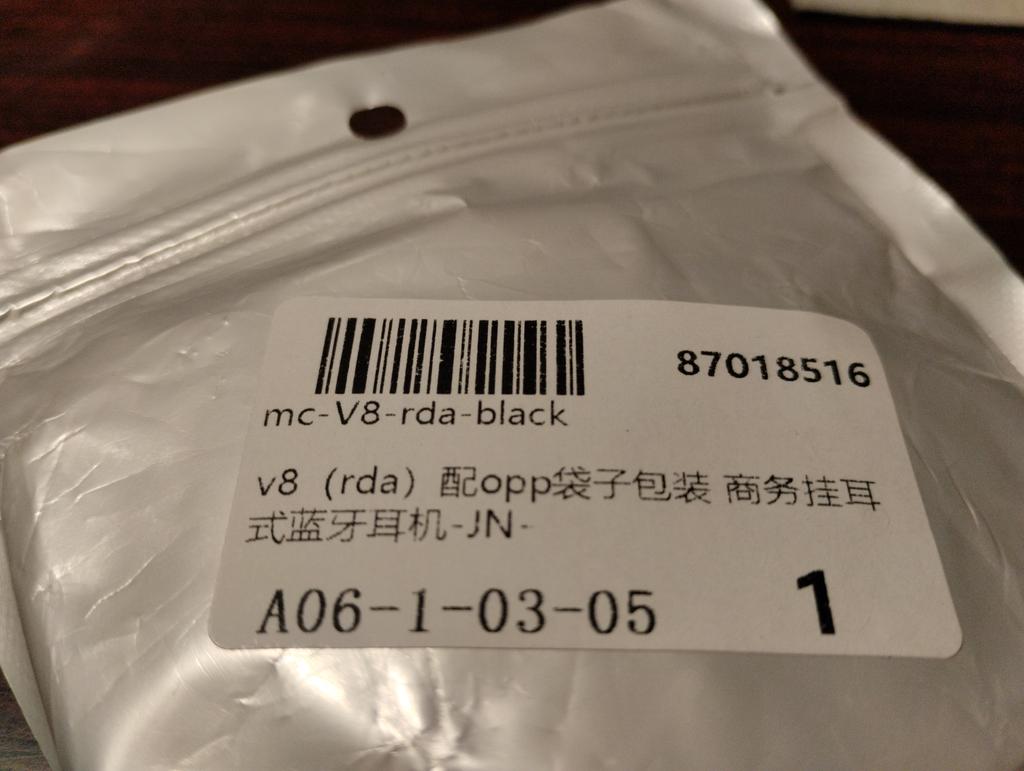 87018516
mc-V8-rda-black
v8（rda）配opp袋子包装 商务挂耳
式蓝牙耳机-JN-
A06-1-03-05
1